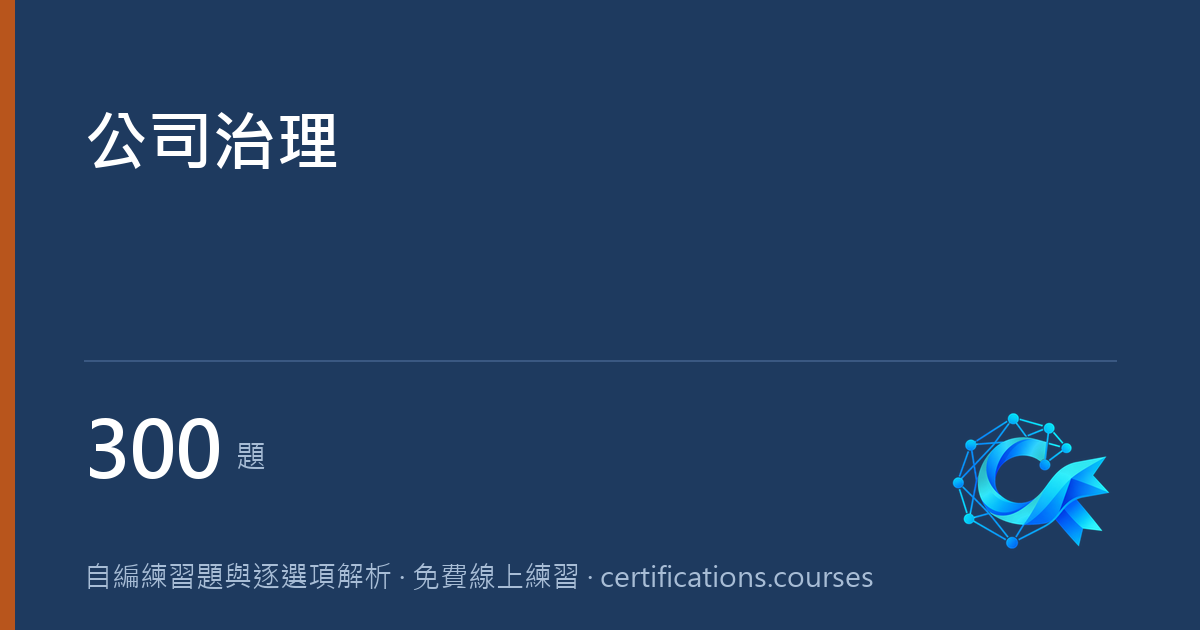 公司治理
300 題
自編練習題與逐選項解析 · 免費線上練習 · certifications.courses